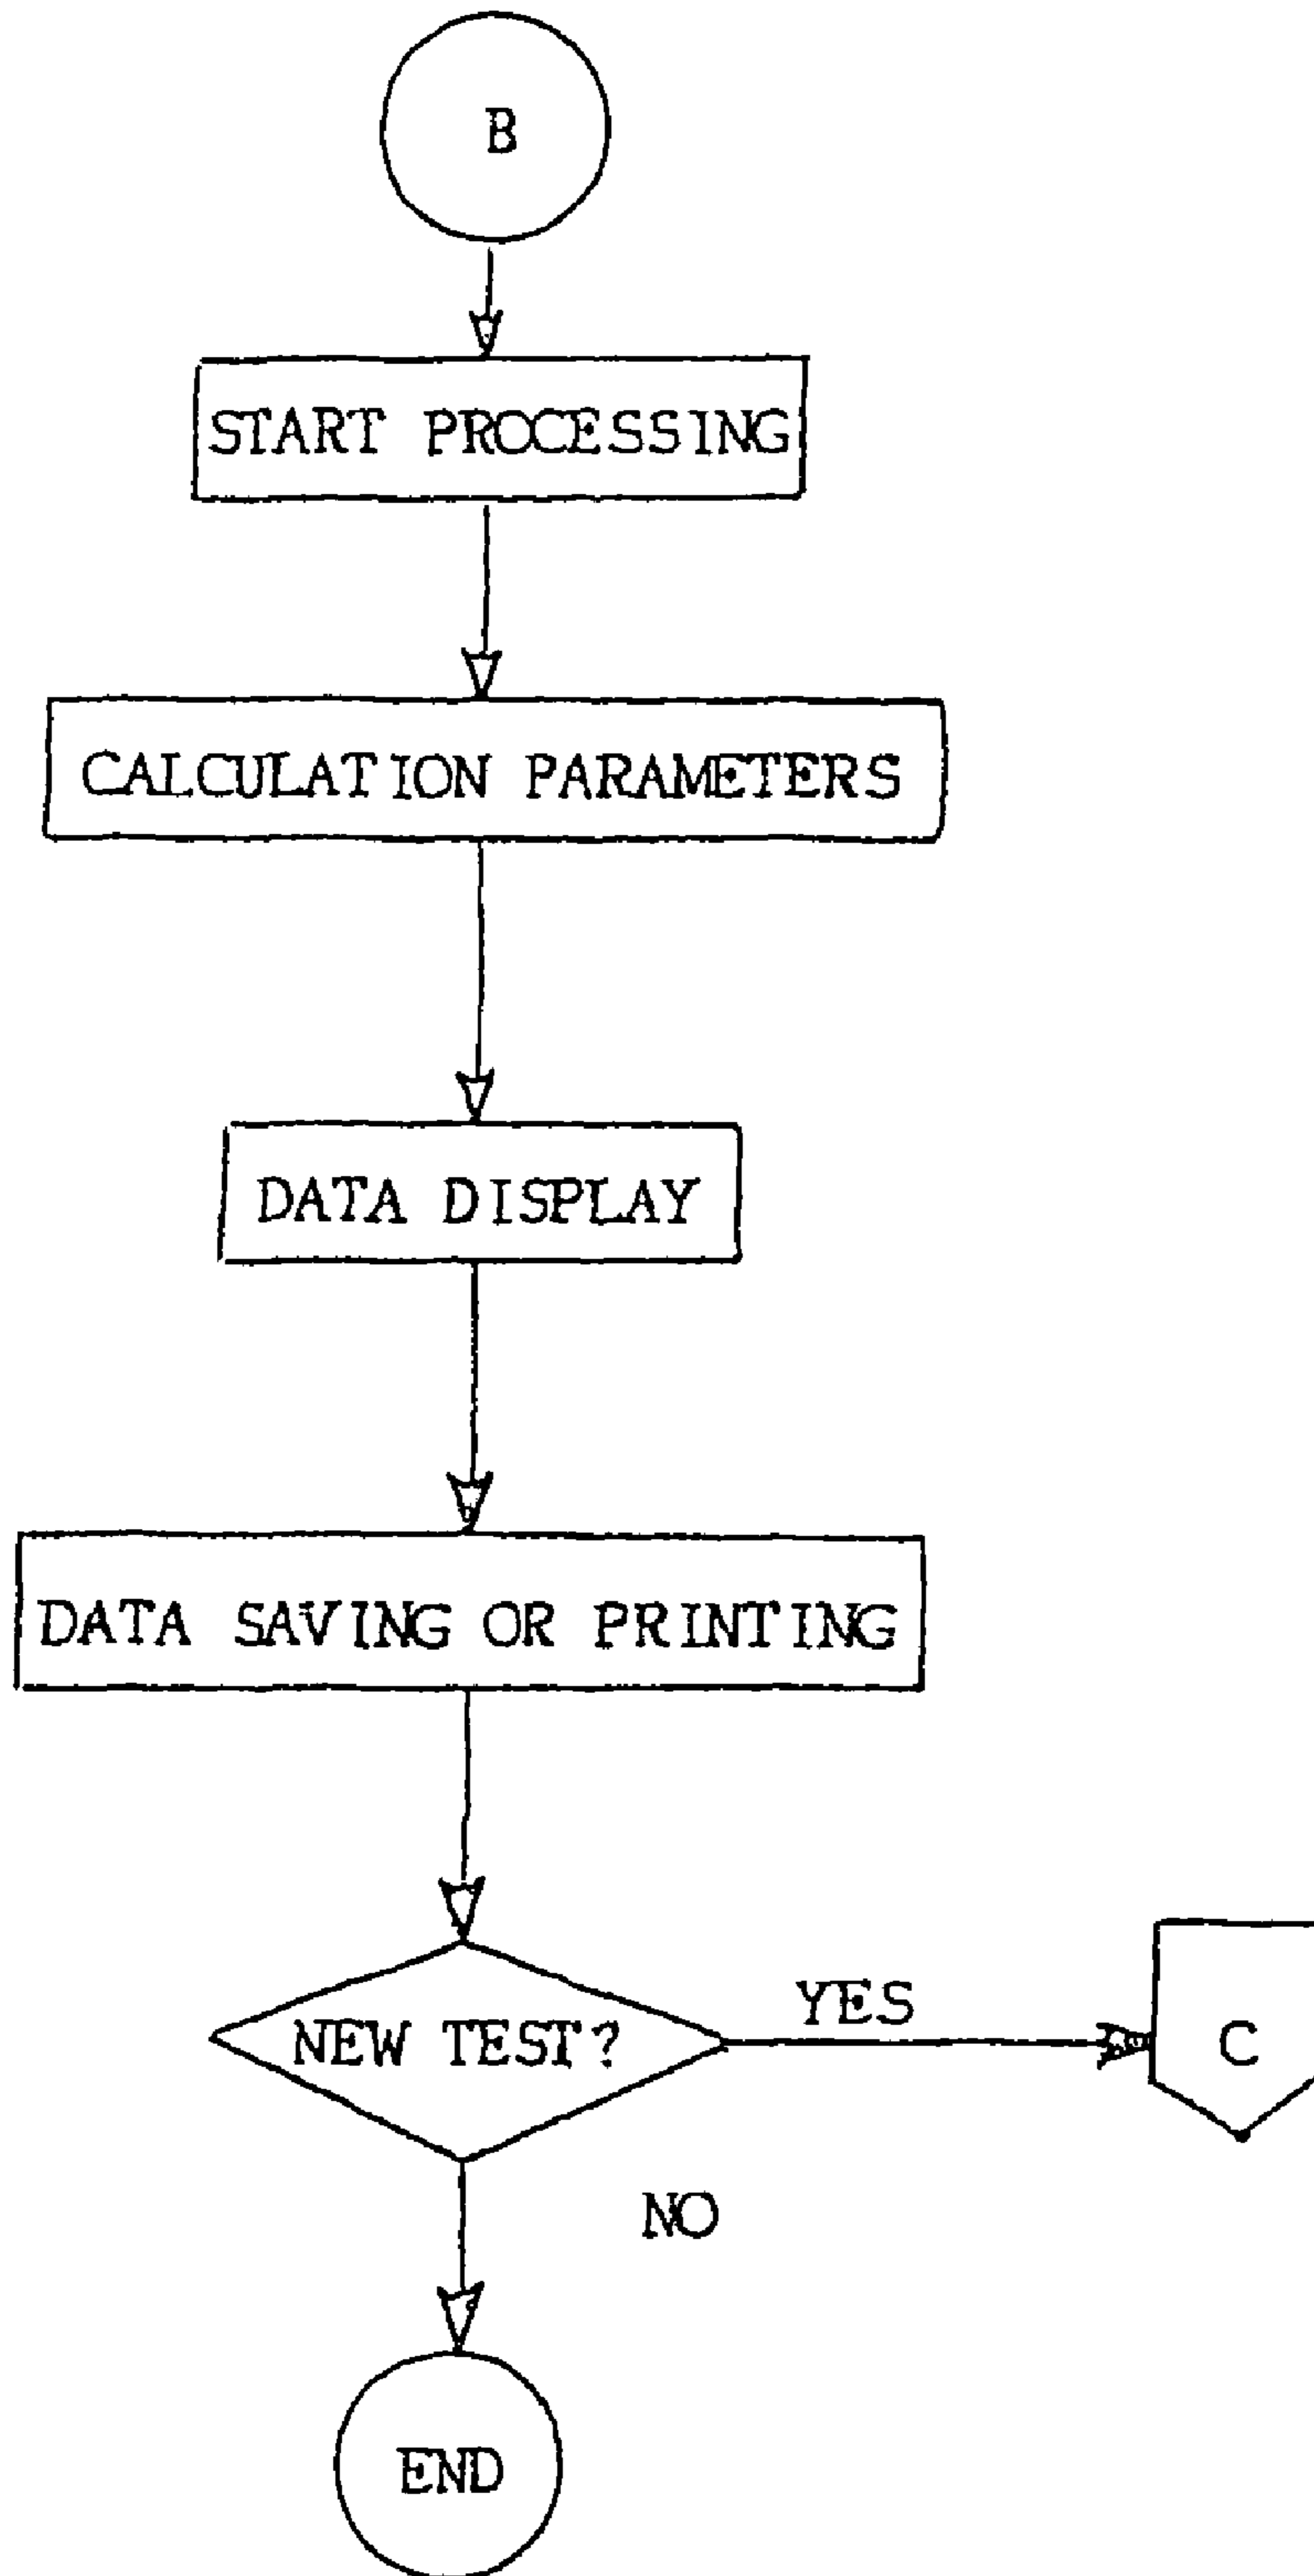 B
START PROCESSING
CALCULATION PARAMETERS
DATA DISPLAY
DATA SAVING OR PRINTING
NEW TEST?
YES
C
NO
END